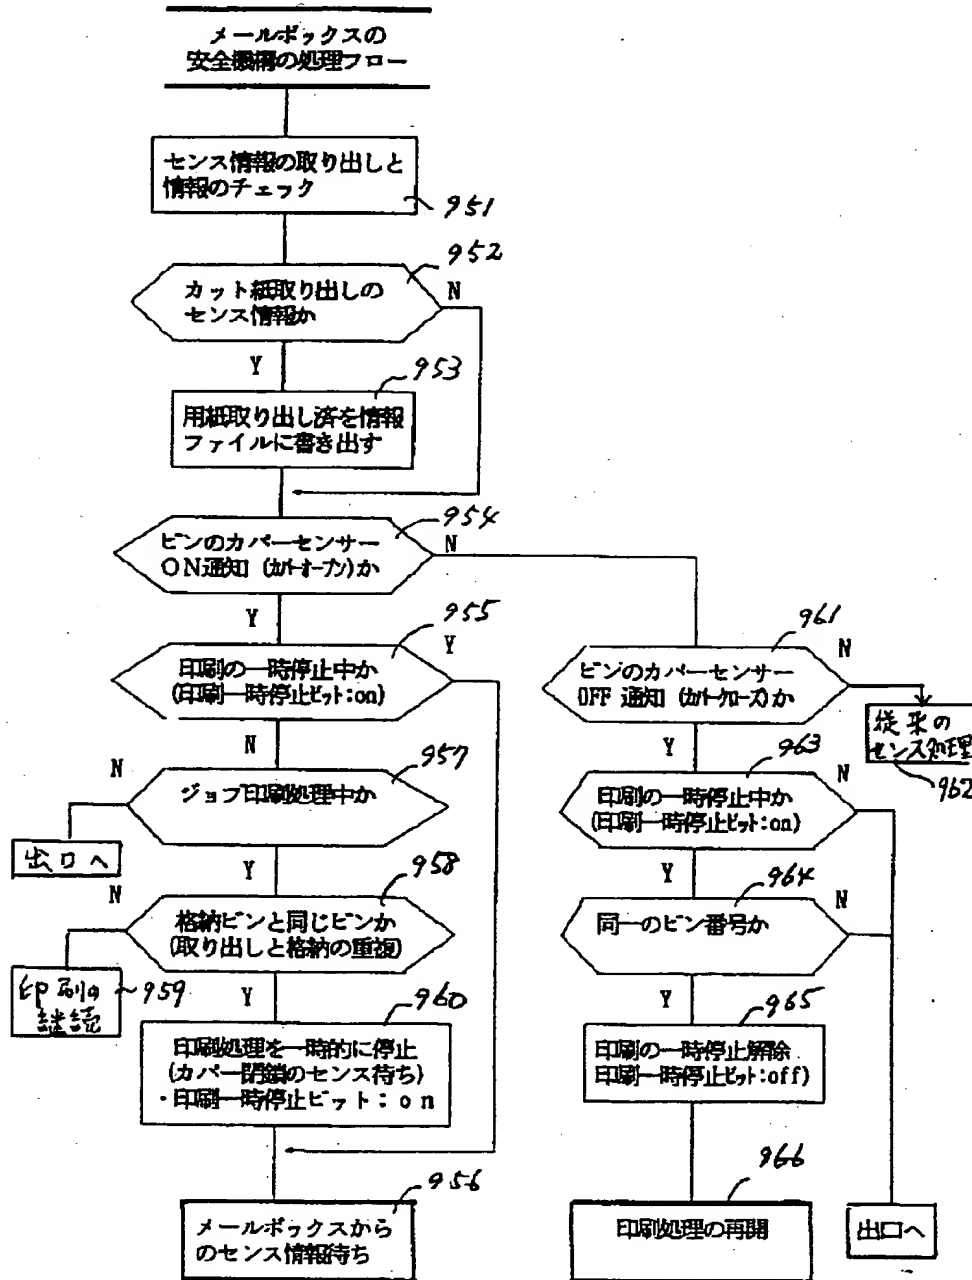 メールボックスの
安全機構の処理フロー
センス情報の取り出しと
情報のチェック
951
952
カット紙取り出しの
センス情報か
N
Y
953
用紙取り出し済を情報
ファイルに書き出す
954
ビンのカバーセンサー
ON通知 (カバーオープン)か
N
Y
955
印刷の一時停止中か
(印刷一時停止ビット:on)
Y
N
957
ジョブ印刷処理中か
N
出口へ
Y
958
格納ビンと同じビンか
(取り出しと格納の重複)
N
印刷の
継続
959
Y
960
印刷処理を一時的に停止
(カバー閉鎖のセンス待ち)
・印刷一時停止ビット:on
956
メールボックスから
のセンス情報待ち
961
ビンのカバーセンサー
OFF 通知 (カバークローズ)か
N
従来の
センス処理
962
Y
963
印刷の一時停止中か
(印刷一時停止ビット:on)
N
Y
964
同一のビン番号か
N
Y
965
印刷の一時停止解除
印刷一時停止ビット:off)
966
印刷処理の再開
出口へ